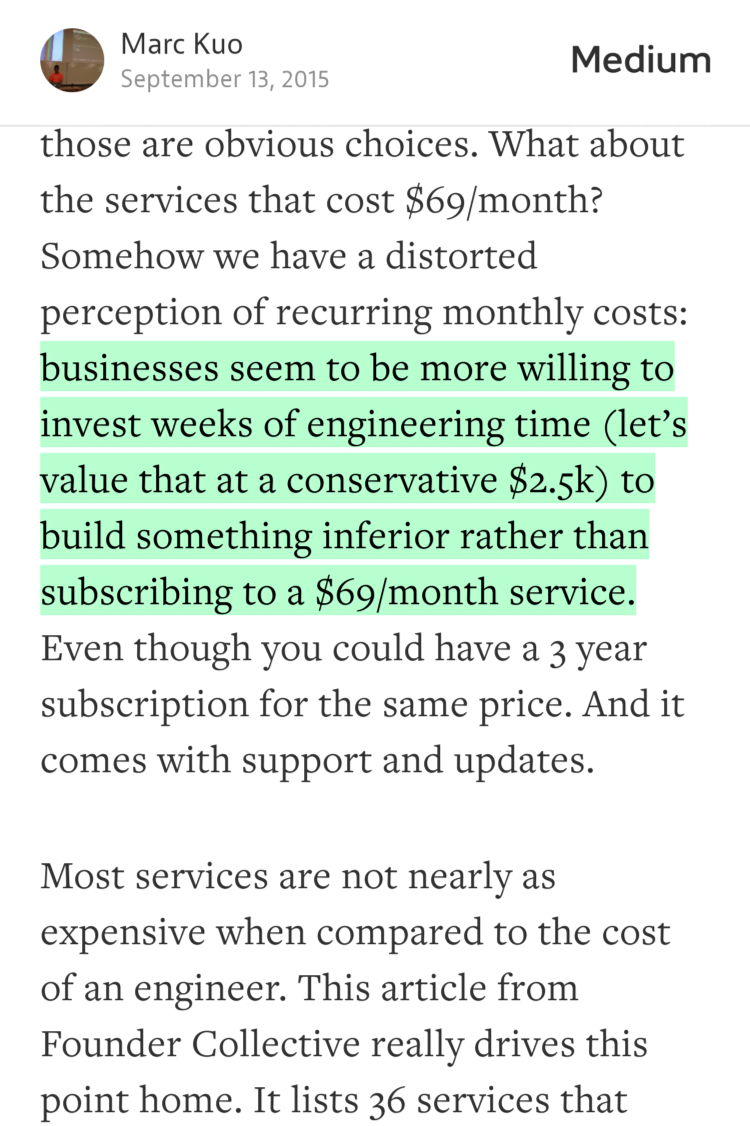 Marc Kuo
September 13, 2015
Medium
those are obvious choices. What about
the services that cost $69/month?
Somehow we have a distorted
perception of recurring monthly costs:
businesses seem to be more willing to
invest weeks of engineering time (let’s
value that at a conservative $2.5k) to
build something inferior rather than
subscribing to a $69/month service.
Even though you could have a 3 year
subscription for the same price. And it
comes with support and updates.
Most services are not nearly as
expensive when compared to the cost
of an engineer. This article from
Founder Collective really drives this
point home. It lists 36 services that